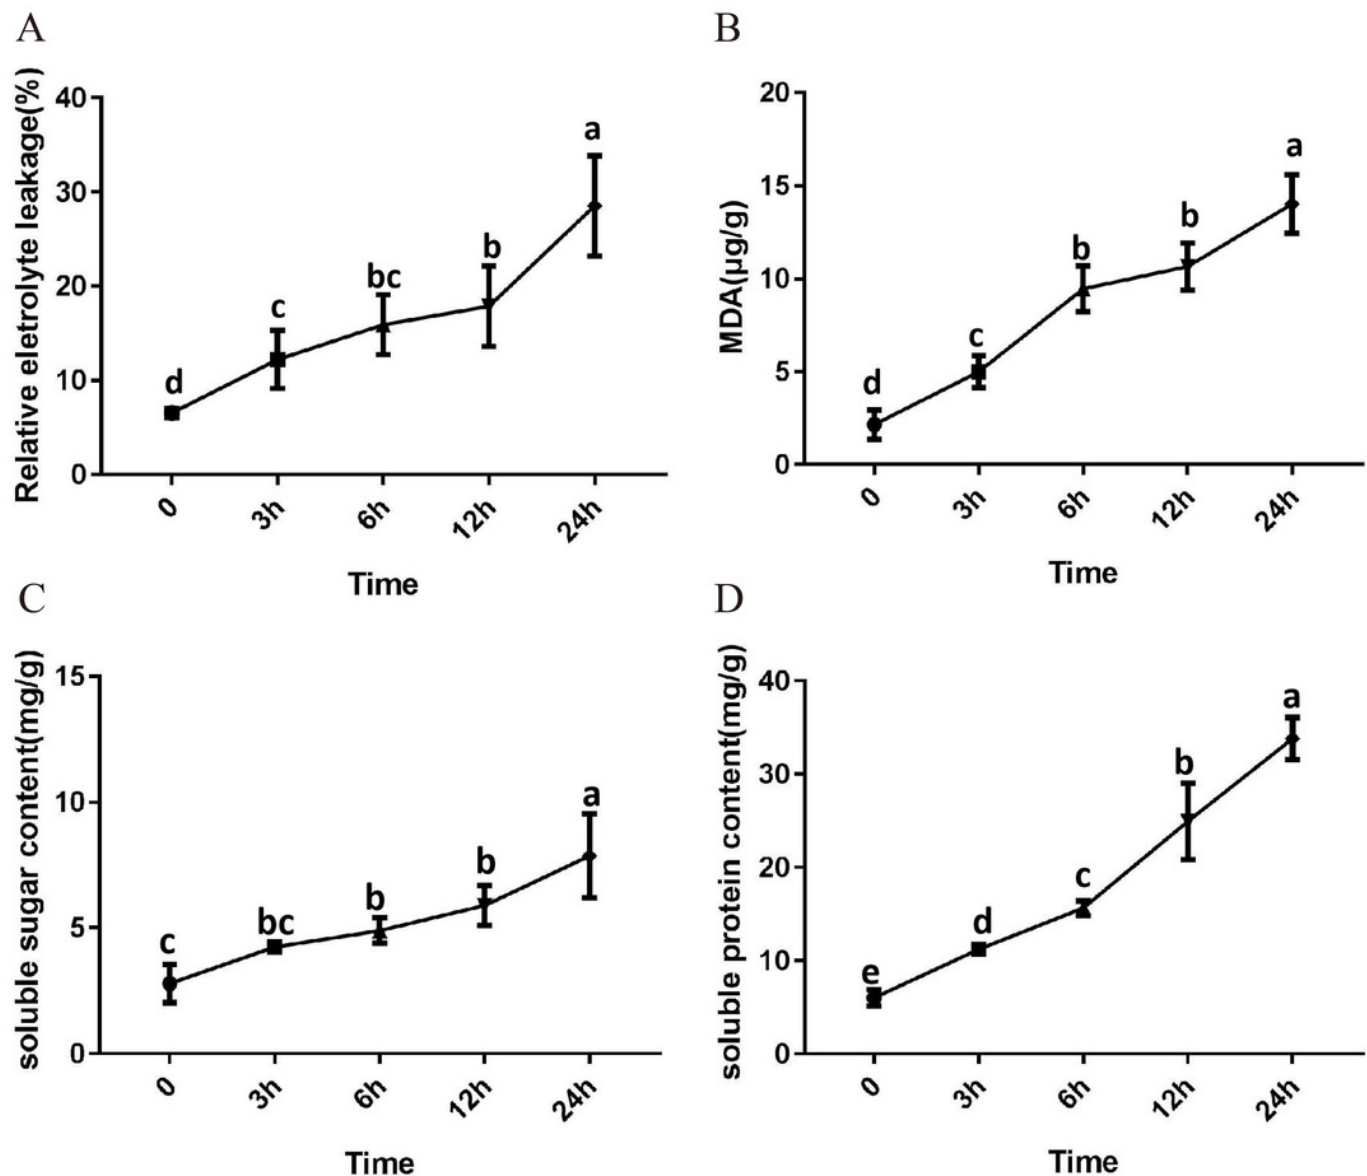 A
Relative eletrolyte leakage(%)
40
30
20
10
0
d
c
bc
b
a
0
3h
6h
12h
24h
Time
B
MDA(µg/g)
20
15
10
5
0
d
c
b
b
a
0
3h
6h
12h
24h
Time
C
soluble sugar content(mg/g)
15
10
5
0
c
bc
b
b
a
0
3h
6h
12h
24h
Time
D
soluble protein content(mg/g)
40
30
20
10
0
e
d
c
b
a
0
3h
6h
12h
24h
Time